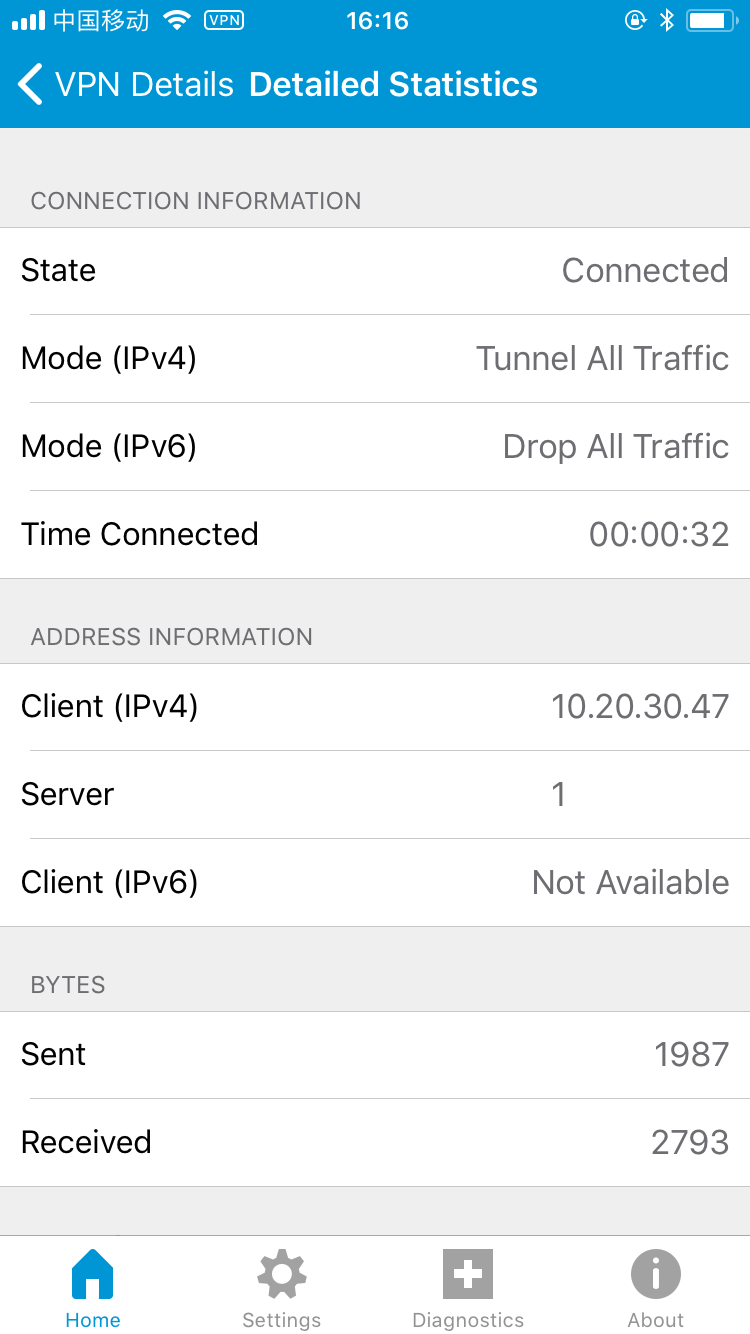 中国移动 VPN 16:16
VPN Details Detailed Statistics
CONNECTION INFORMATION
State Connected
Mode (IPv4) Tunnel All Traffic
Mode (IPv6) Drop All Traffic
Time Connected 00:00:32
ADDRESS INFORMATION
Client (IPv4) 10.20.30.47
Server 1
Client (IPv6) Not Available
BYTES
Sent 1987
Received 2793
Home Settings Diagnostics About